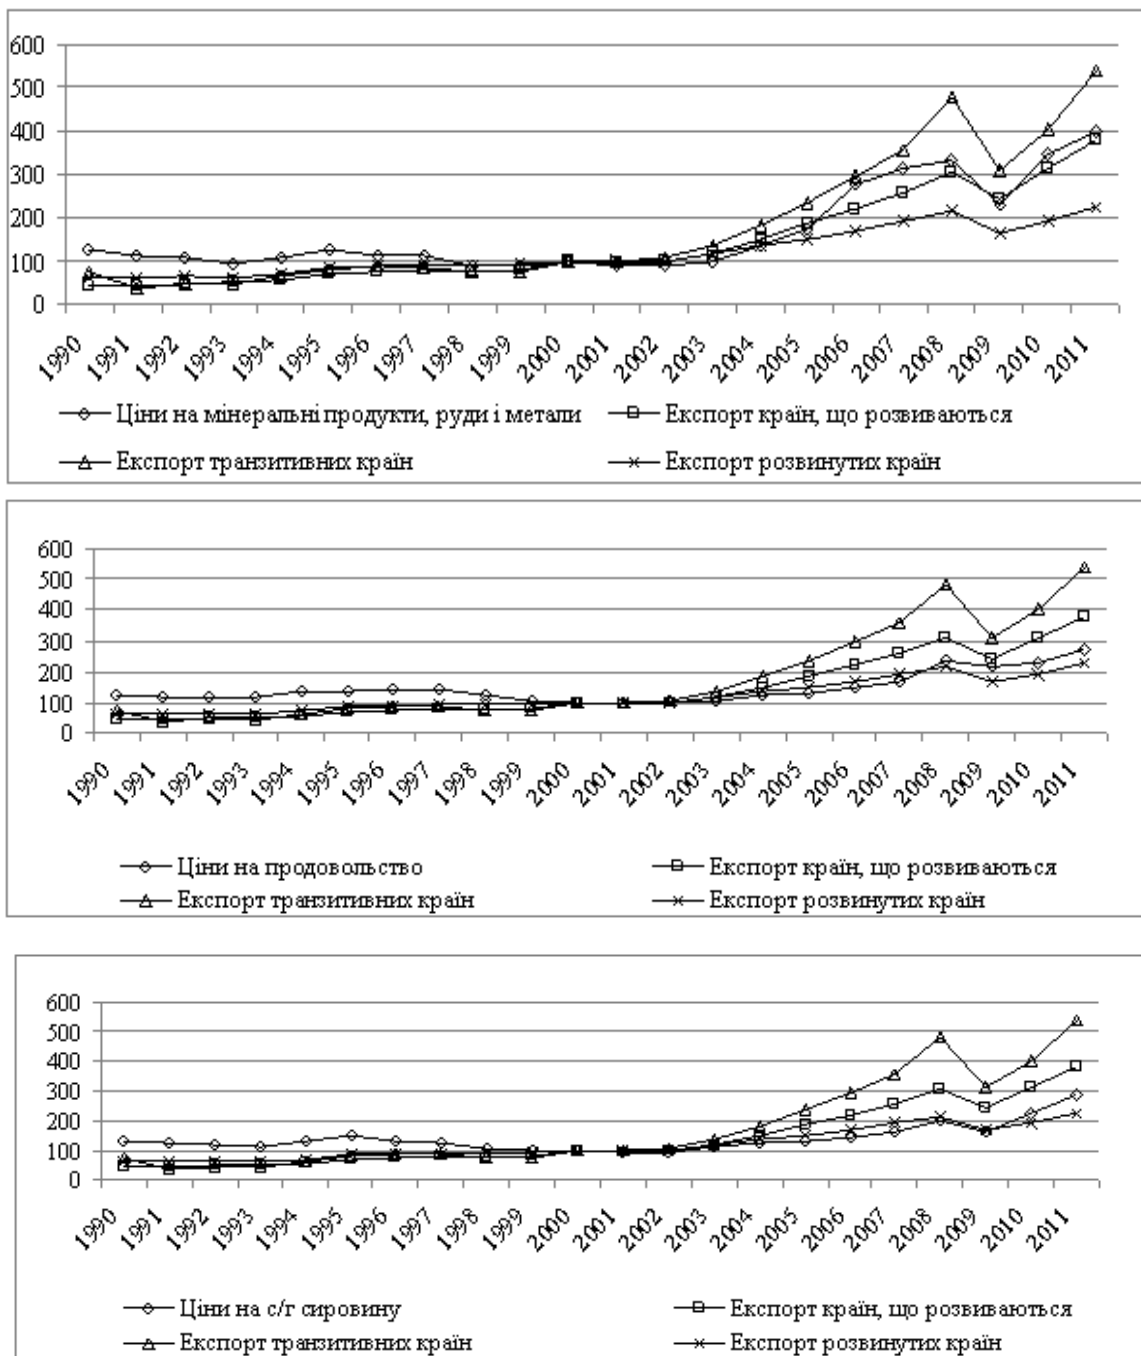 600
500
400
300
200
100
0
1990 1991 1992 1993 1994 1995 1996 1997 1998 1999 2000 2001 2002 2003 2004 2005 2006 2007 2008 2009 2010 2011
Ціни на мінеральні продукти, руди і метали Експорт країн, що розвиваються
Експорт транзитивних країн Експорт розвинутих країн
600
500
400
300
200
100
0
1990 1991 1992 1993 1994 1995 1996 1997 1998 1999 2000 2001 2002 2003 2004 2005 2006 2007 2008 2009 2010 2011
Ціни на продовольство Експорт країн, що розвиваються
Експорт транзитивних країн Експорт розвинутих країн
600
500
400
300
200
100
0
1990 1991 1992 1993 1994 1995 1996 1997 1998 1999 2000 2001 2002 2003 2004 2005 2006 2007 2008 2009 2010 2011
Ціни на с/г сировину Експорт країн, що розвиваються
Експорт транзитивних країн Експорт розвинутих країн